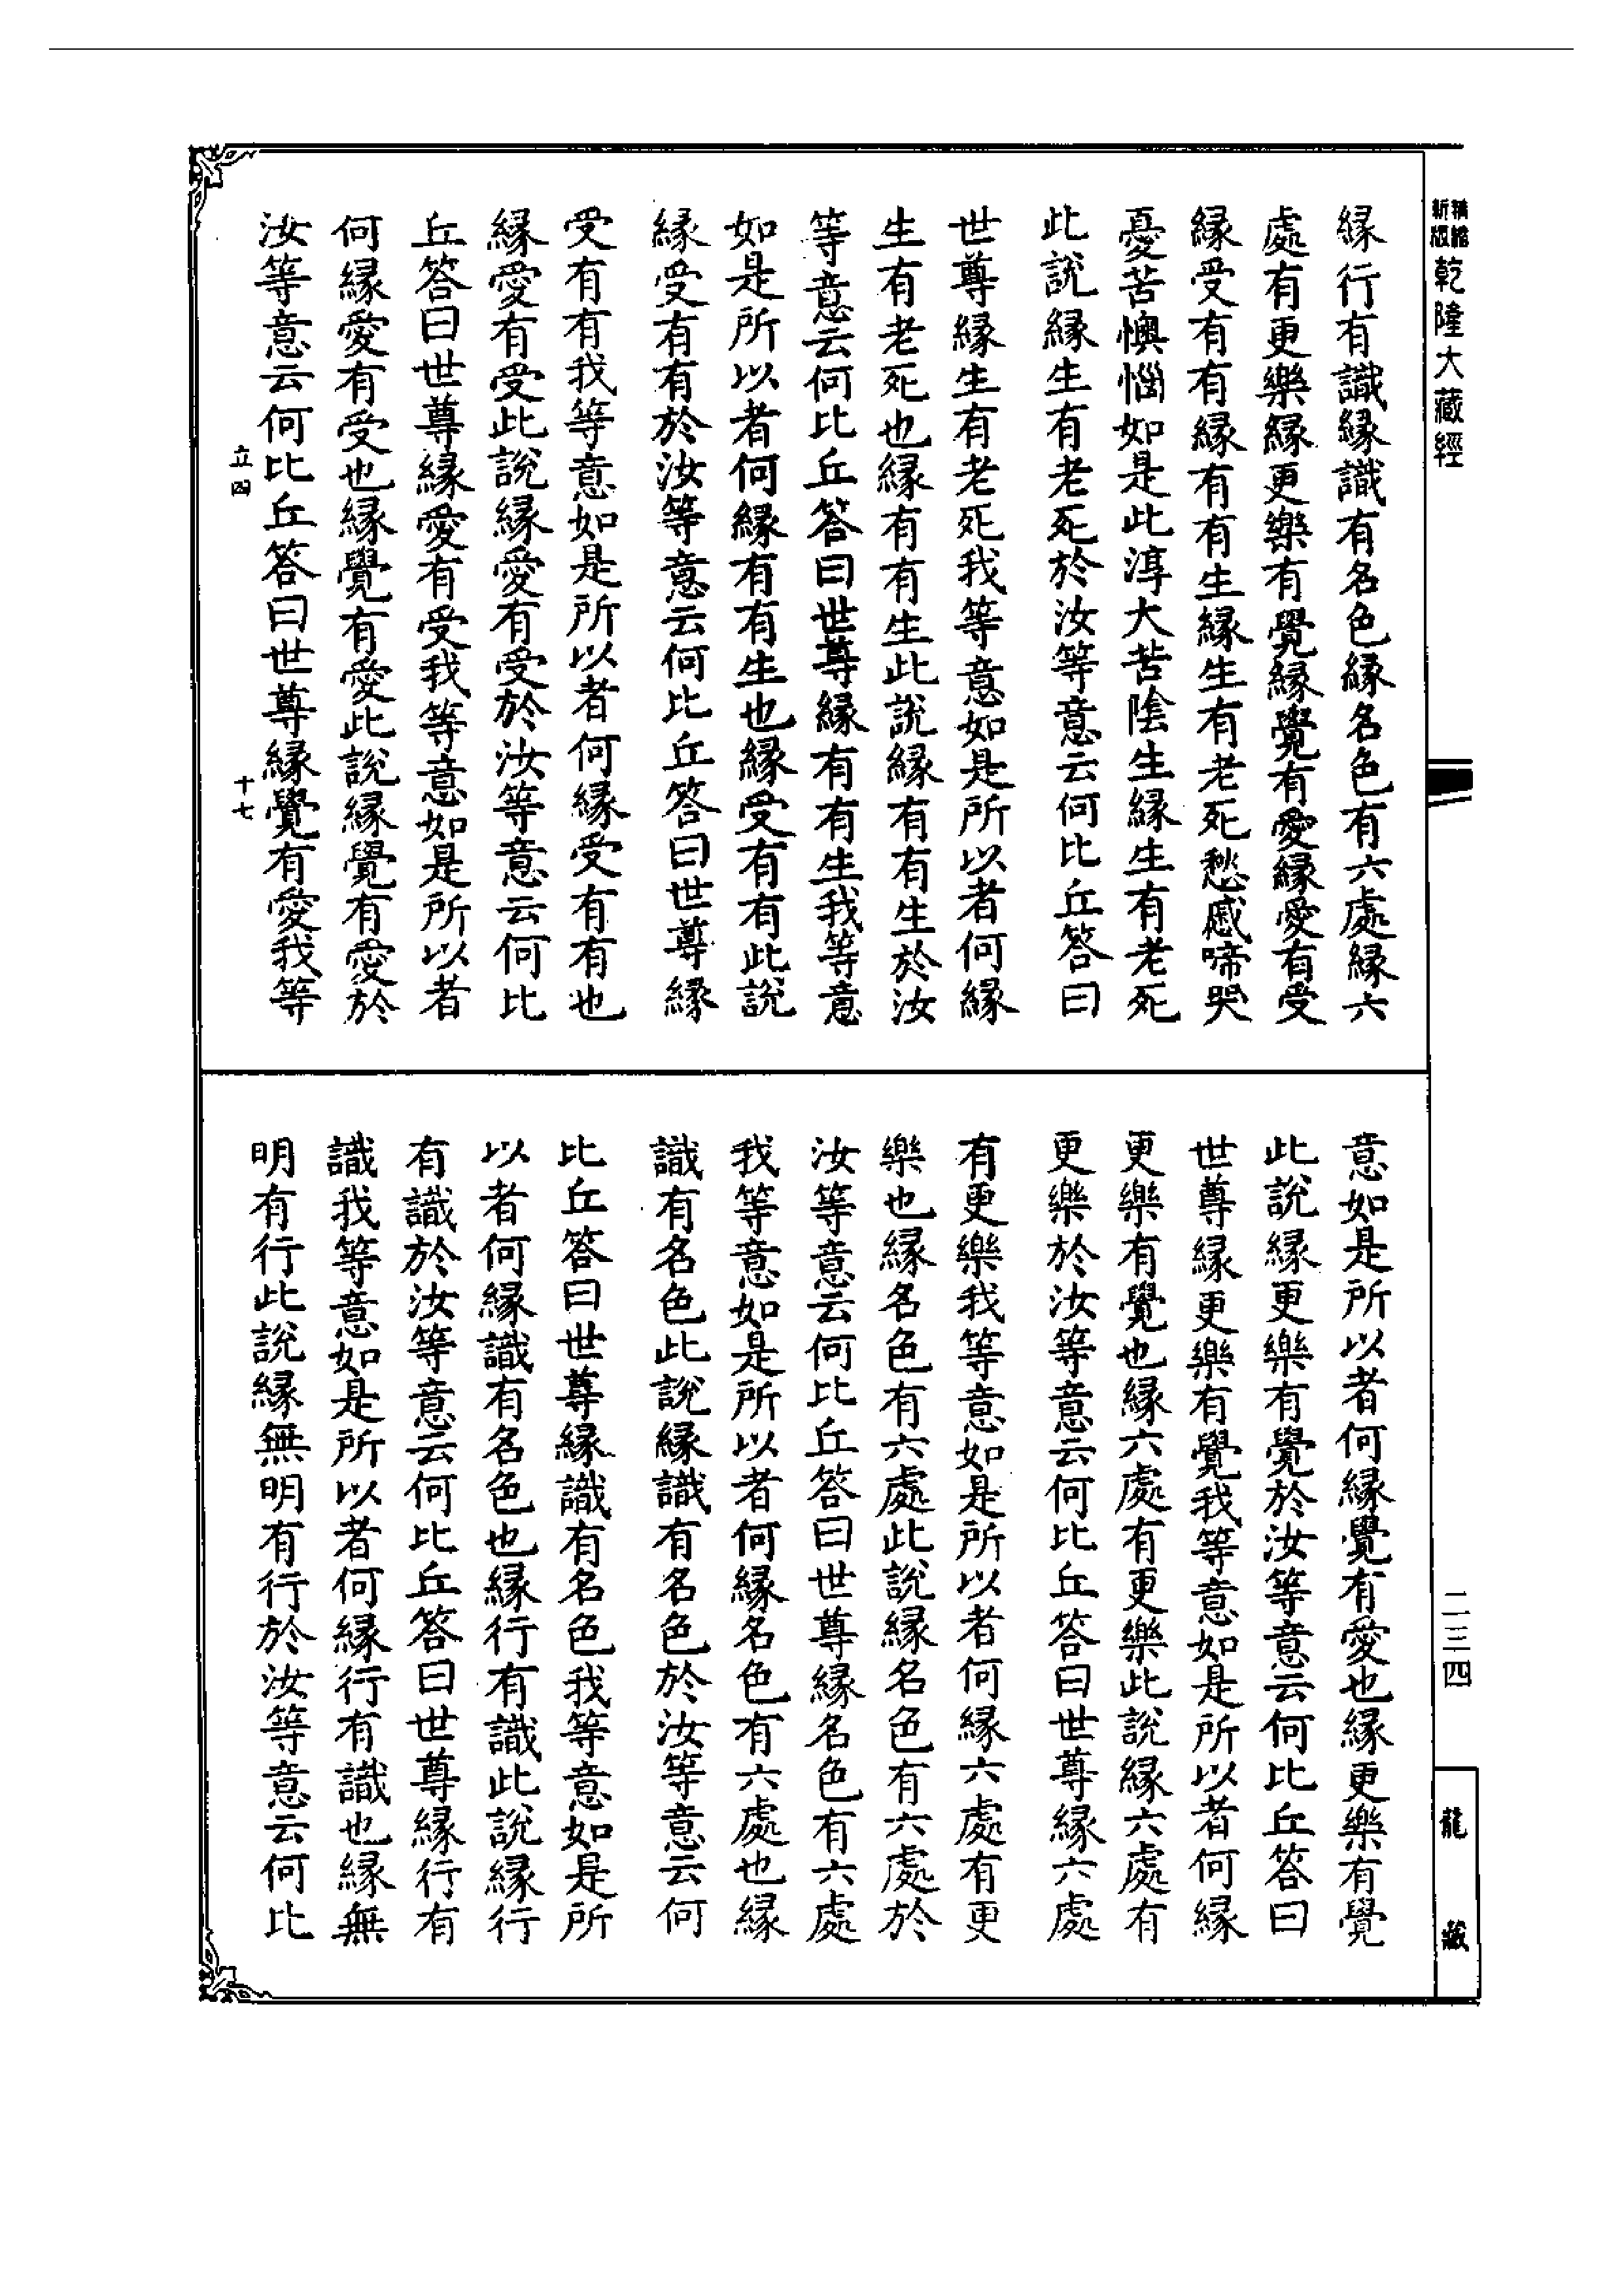 精縮新版乾隆大藏經
二三四
龍藏
緣行有識緣識有名色緣名色有六處緣六
處有更樂緣更樂有覺緣覺有愛緣愛有受
緣受有有緣有有生緣生有老死愁慼啼哭
憂苦懊惱如是此淳大苦陰生緣生有老死
此說緣生有老死於汝等意云何比丘答曰
世尊緣生有老死我等意如是所以者何緣
生有老死也緣有有生此說緣有有生於汝
等意云何比丘答曰世尊緣有有生我等意
如是所以者何緣有有生也緣受有有此說
緣受有有於汝等意云何比丘答曰世尊緣
受有有我等意如是所以者何緣受有有也
緣愛有受此說緣愛有受於汝等意云何比
丘答曰世尊緣愛有受我等意如是所以者
何緣愛有受也緣覺有愛此說緣覺有愛於
汝等意云何比丘答曰世尊緣覺有愛我等
立四 十七
意如是所以者何緣覺有愛也緣更樂有覺
此說緣更樂有覺於汝等意云何比丘答曰
世尊緣更樂有覺我等意如是所以者何緣
更樂有覺也緣六處有更樂此說緣六處有
更樂於汝等意云何比丘答曰世尊緣六處
有更樂我等意如是所以者何緣六處有更
樂也緣名色有六處此說緣名色有六處於
汝等意云何比丘答曰世尊緣名色有六處
我等意如是所以者何緣名色有六處也緣
識有名色此說緣識有名色於汝等意云何
比丘答曰世尊緣識有名色我等意如是所
以者何緣識有名色也緣行有識此說緣行
有識於汝等意云何比丘答曰世尊緣行有
識我等意如是所以者何緣行有識也緣無
明有行此說緣無明有行於汝等意云何比